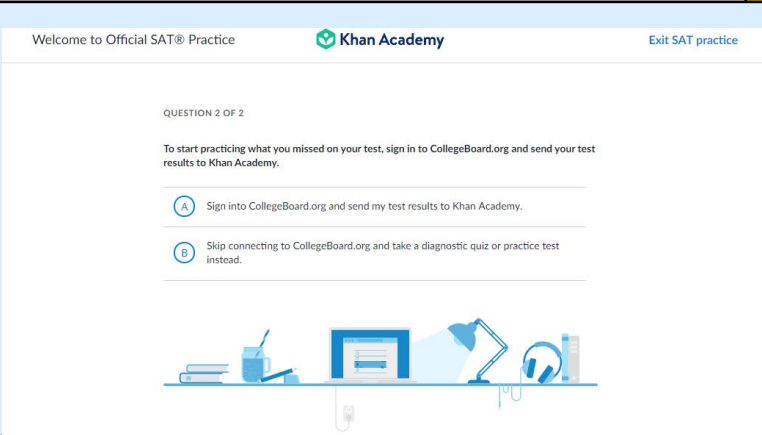 Welcome to Official SAT® Practice
Khan Academy
Exit SAT practice
QUESTION 2 OF 2
To start practicing what you missed on your test, sign in to CollegeBoard.org and send your test
results to Khan Academy.
A Sign into CollegeBoard.org and send my test results to Khan Academy.
B Skip connecting to CollegeBoard.org and take a diagnostic quiz or practice test
instead.